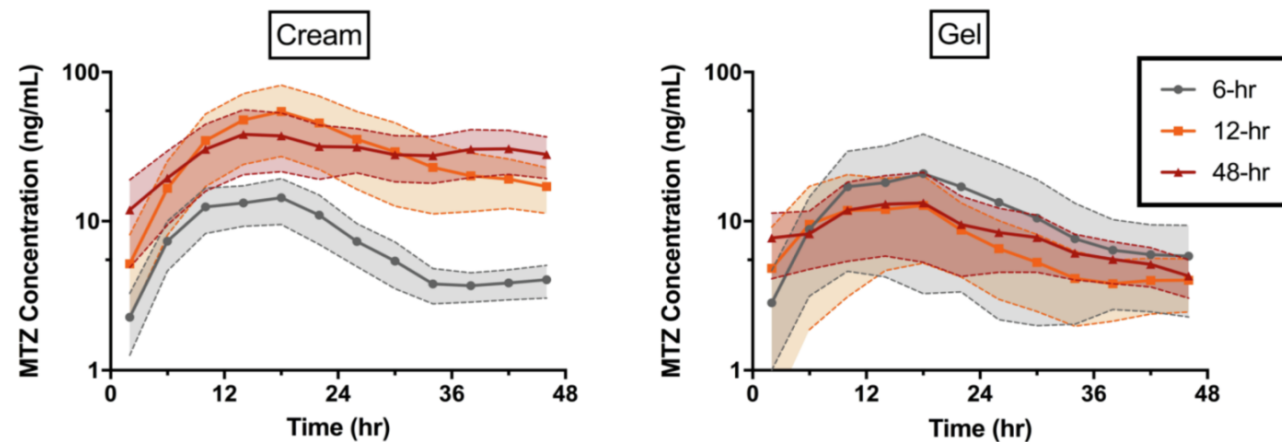 Cream
MTZ Concentration (ng/mL)
100
10
1
0
12
24
36
48
Time (hr)
Gel
MTZ Concentration (ng/mL)
100
10
1
0
12
24
36
48
Time (hr)
6-hr
12-hr
48-hr